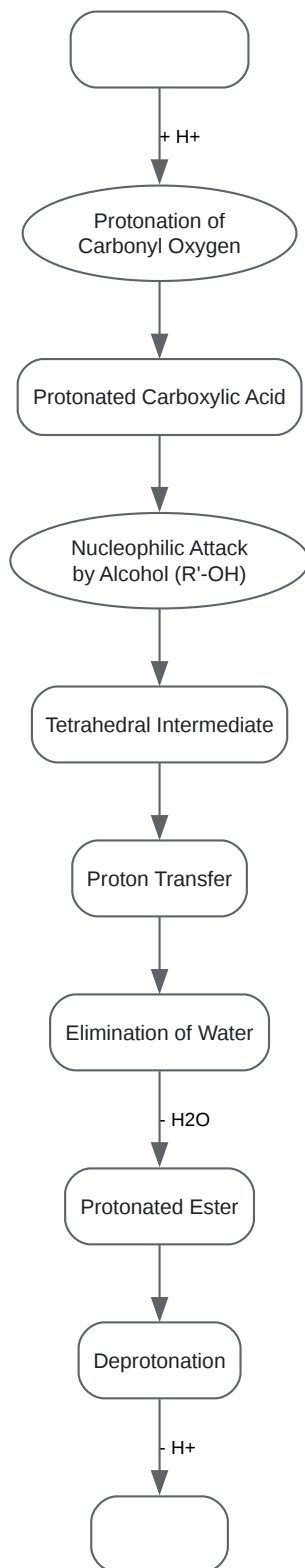 + H+
Protonation of
Carbonyl Oxygen
Protonated Carboxylic Acid
Nucleophilic Attack
by Alcohol (R'-OH)
Tetrahedral Intermediate
Proton Transfer
Elimination of Water
- H2O
Protonated Ester
Deprotonation
- H+